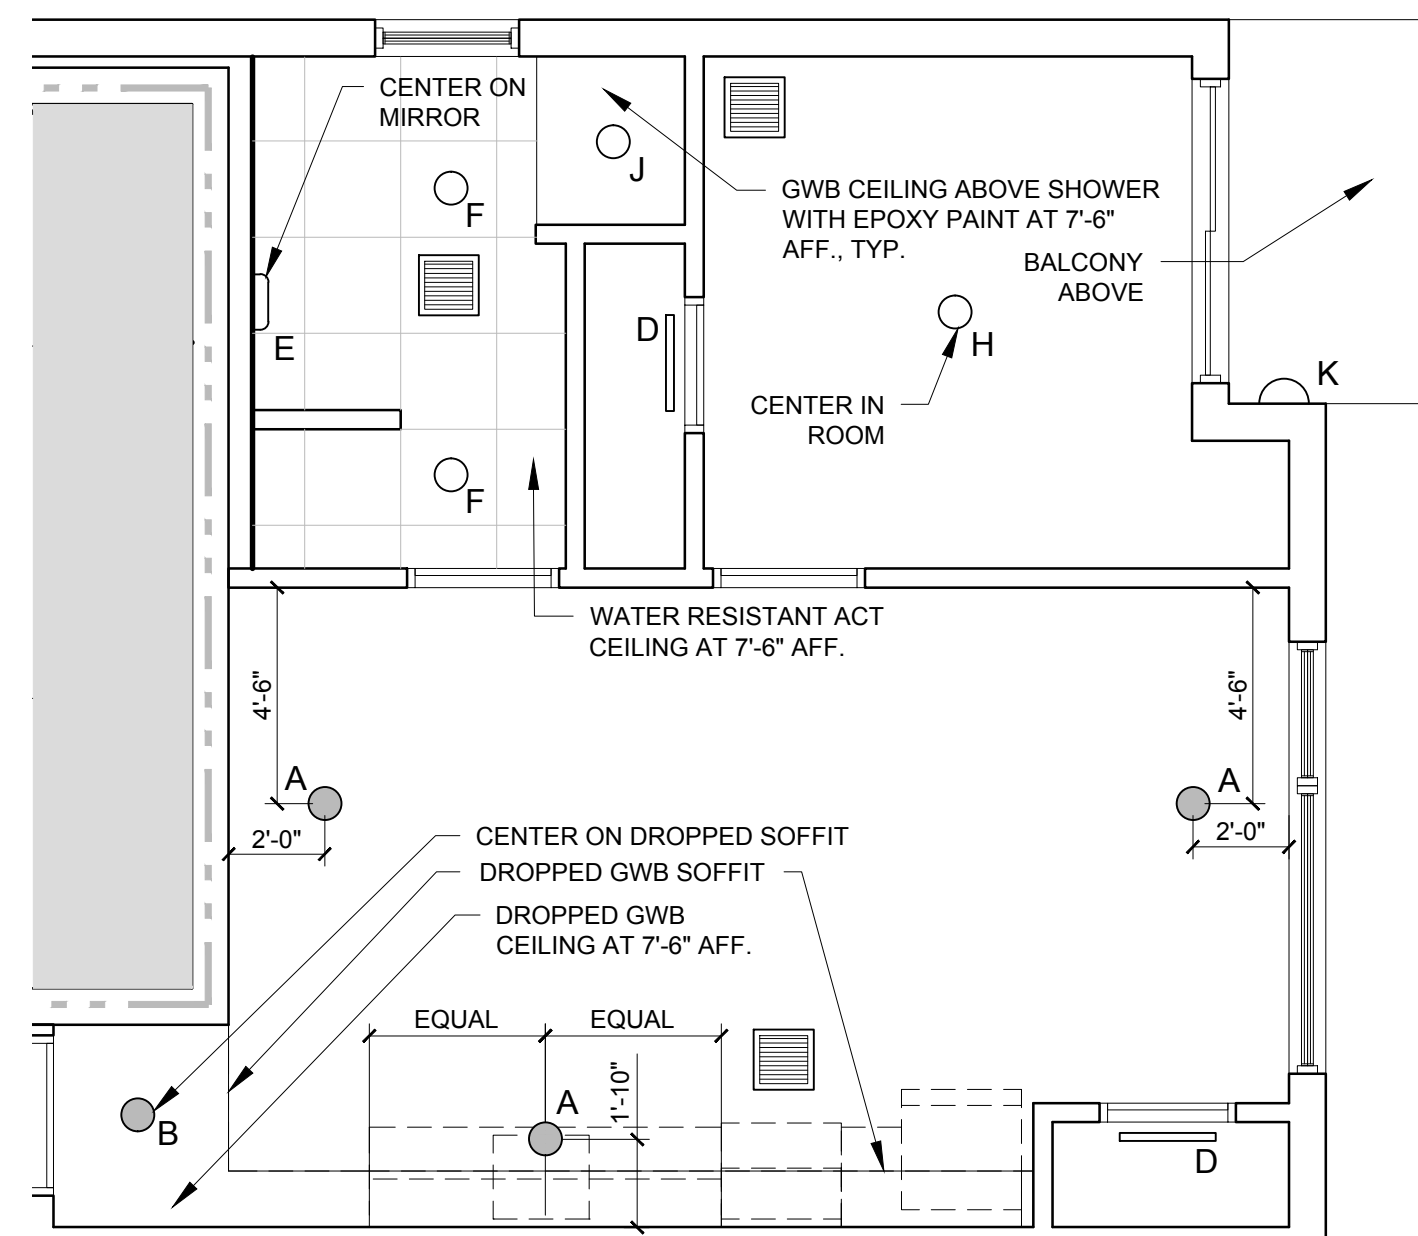 CENTER ON
MIRROR
J
F
GWB CEILING ABOVE SHOWER
WITH EPOXY PAINT AT 7'-6"
AFF., TYP.
BALCONY
ABOVE
E
D
H
K
CENTER IN
ROOM
F
WATER RESISTANT ACT
CEILING AT 7'-6" AFF.
4'-6"
4'-6"
A
A
2'-0"
2'-0"
CENTER ON DROPPED SOFFIT
DROPPED GWB SOFFIT
DROPPED GWB
CEILING AT 7'-6" AFF.
EQUAL
EQUAL
A
1'-10"
B
D